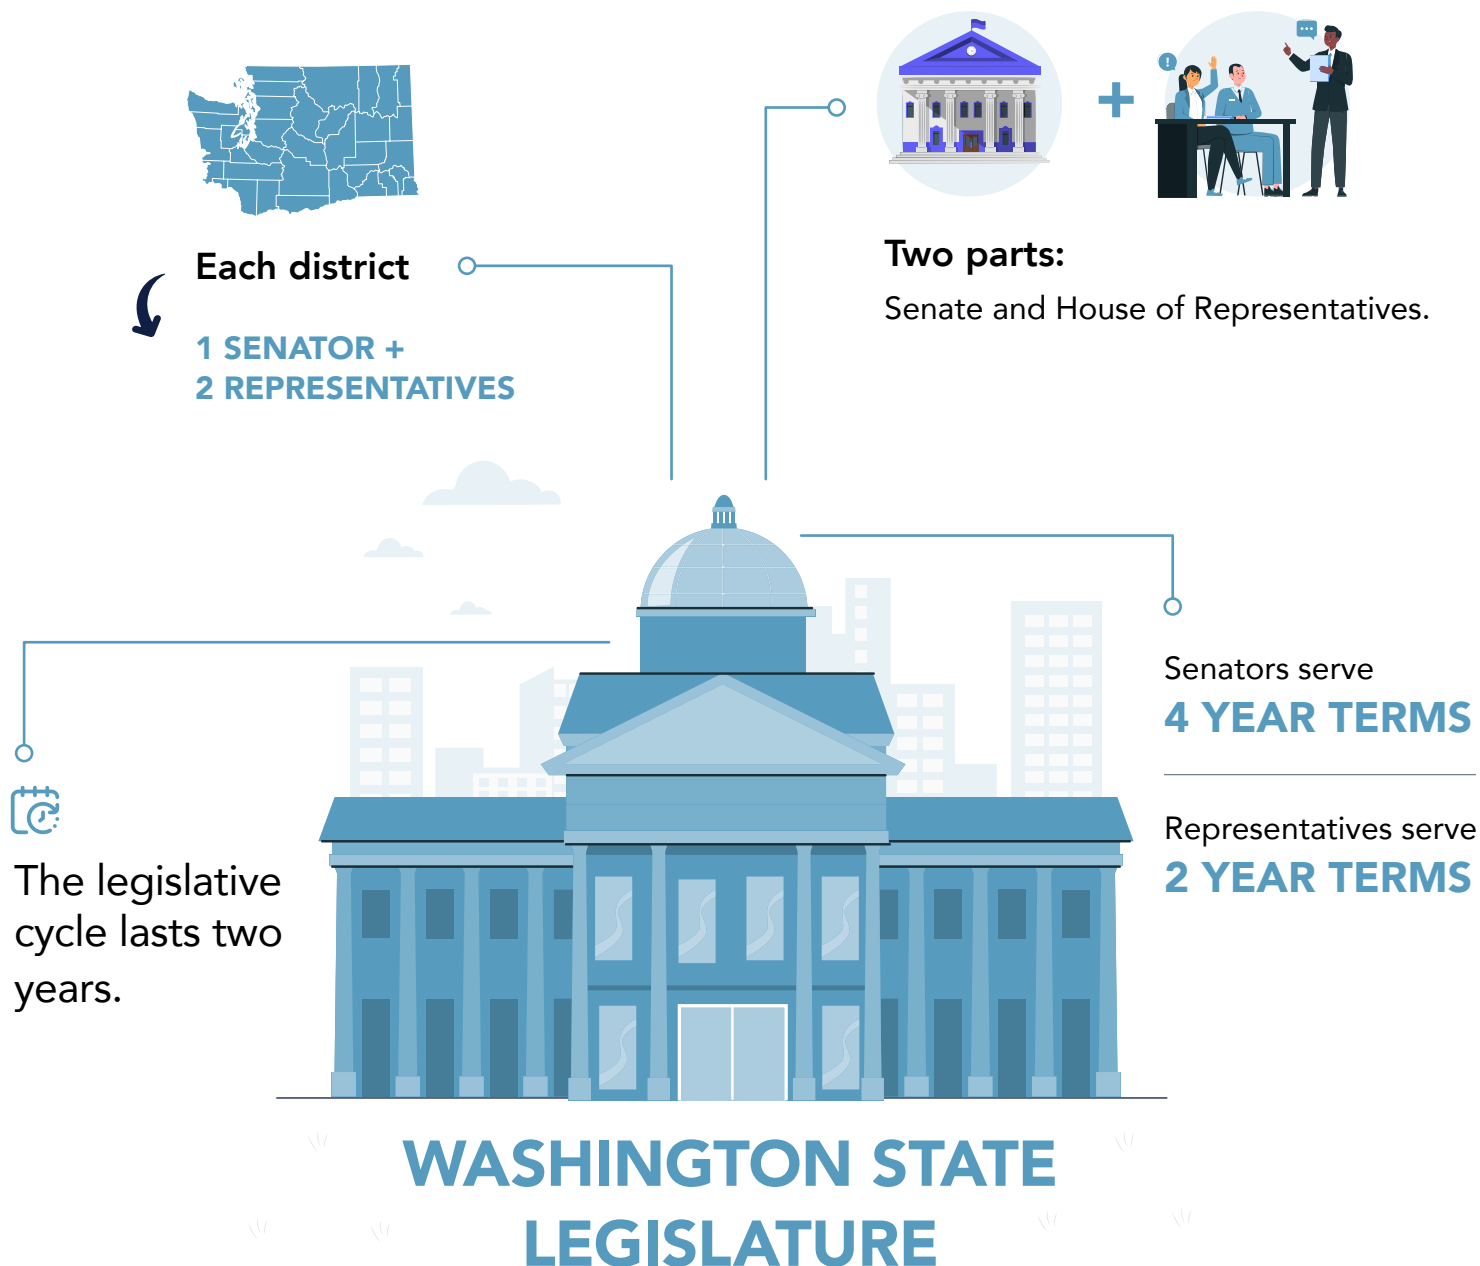 Each district
1 SENATOR +
2 REPRESENTATIVES
Two parts:
Senate and House of Representatives.
Senators serve
4 YEAR TERMS
Representatives serve
2 YEAR TERMS
The legislative
cycle lasts two
years.
WASHINGTON STATE
LEGISLATURE